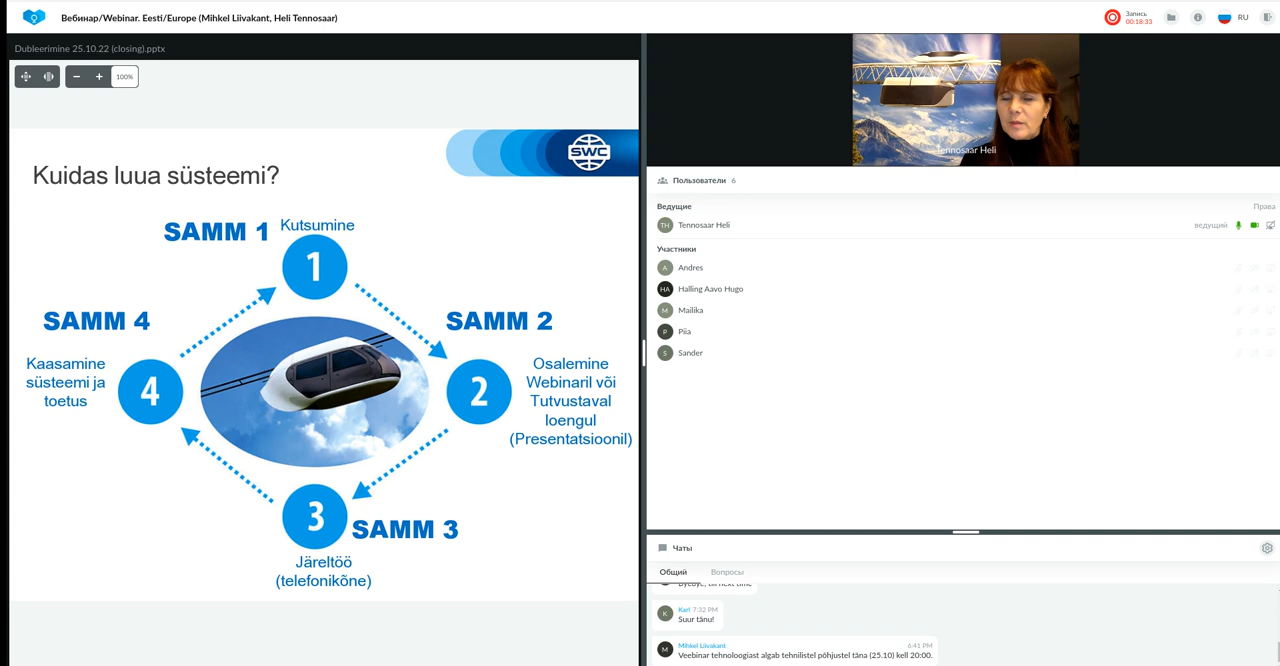 Вебинар/Webinar. Eesti/Europe (Mihkel Liivakant, Heli Tennosaar)
Запись
00:18:33
RU
Dubleerimine 25.10.22 (closing).pptx
100%
SWC
Kuidas luua süsteemi?
SAMM 1
Kutsumine
1
SAMM 4
SAMM 2
Kaasamine
süsteemi ja
toetus
4
2
Osalemine
Webinaril või
Tutvustaval
loengul
(Presentatsioonil)
3
SAMM 3
Järeltöö
(telefonikõne)
Tennosaar Heli
Пользователи 6
Ведущие
Права
TH Tennosaar Heli
ведущий
Участники
A Andres
HA Halling Aavo Hugo
M Mailika
P Piia
S Sander
Чаты
Общий
Вопросы
K Karl 7:32 PM
Suur tänu!
M Mihkel Liivakant 6:41 PM
Veebinar tehnoloogiast algab tehnilistel põhjustel täna (25.10) kell 20:00.